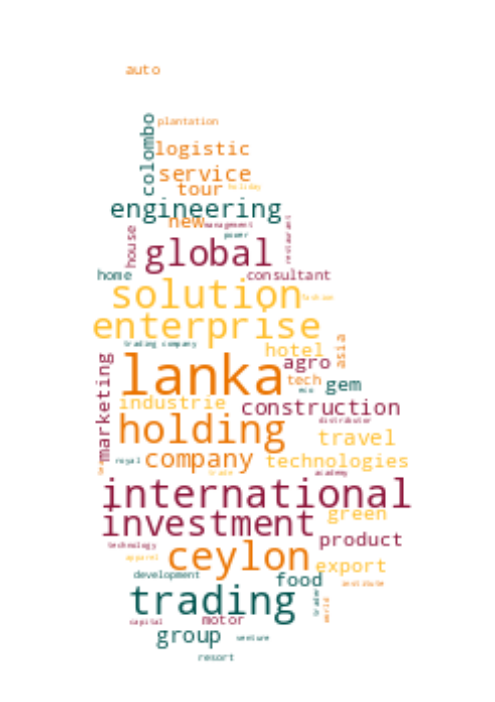 auto
plantation
colombo
logistic
service
tour
holiday
engineering
new
management
restaurant
power
house
global
home
consultant
solution
fashion
enterprise
trading company
asia
hotel
marketing
agro
lanka
tech
gem
eco
industrie
construction
holding
distributor
travel
royal
company
technologies
trade
academy
international
investment
green
product
technology
apparel
ceylon
export
development
food
institute
trading
trader
world
capital
motor
group
venture
resort